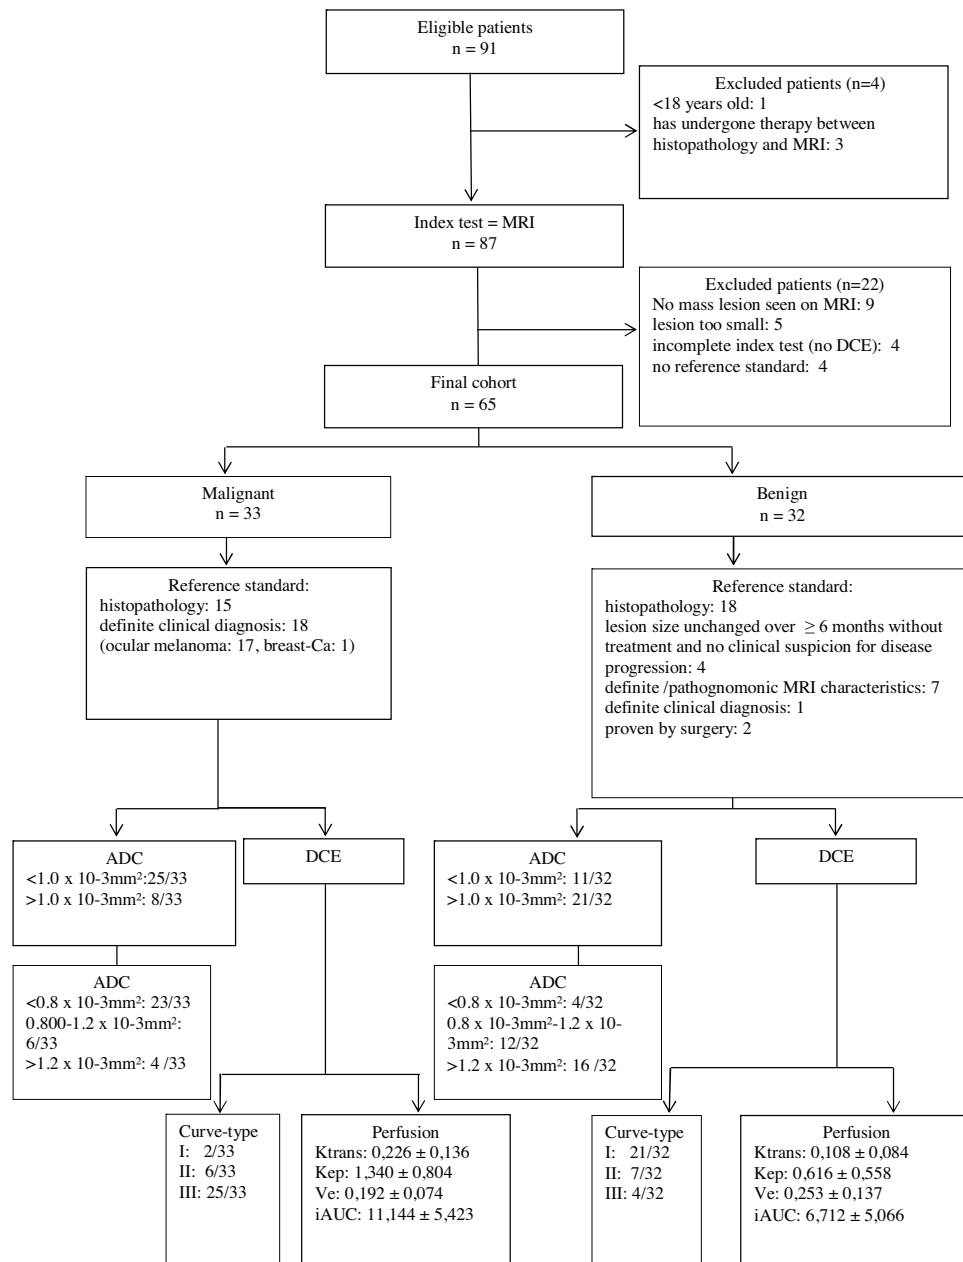 Eligible patients
n = 91
Excluded patients (n=4)
<18 years old: 1
has undergone therapy between
histopathology and MRI: 3
Index test = MRI
n = 87
Excluded patients (n=22)
No mass lesion seen on MRI: 9
lesion too small: 5
incomplete index test (no DCE): 4
no reference standard: 4
Final cohort
n = 65
Malignant
n = 33
Benign
n = 32
Reference standard:
histopathology: 15
definite clinical diagnosis: 18
(ocular melanoma: 17, breast-Ca: 1)
Reference standard:
histopathology: 18
lesion size unchanged over ≥ 6 months without
treatment and no clinical suspicion for disease
progression: 4
definite /pathognomonic MRI characteristics: 7
definite clinical diagnosis: 1
proven by surgery: 2
ADC
<1.0 x 10-3mm²:25/33
>1.0 x 10-3mm²: 8/33
DCE
ADC
<1.0 x 10-3mm²: 11/32
>1.0 x 10-3mm²: 21/32
DCE
ADC
<0.8 x 10-3mm²: 23/33
0.800-1.2 x 10-3mm²:
6/33
>1.2 x 10-3mm²: 4 /33
ADC
<0.8 x 10-3mm²: 4/32
0.8 x 10-3mm²-1.2 x 10-
3mm²: 12/32
>1.2 x 10-3mm²: 16 /32
Curve-type
I: 2/33
II: 6/33
III: 25/33
Perfusion
Ktrans: 0,226 ± 0,136
Kep: 1,340 ± 0,804
Ve: 0,192 ± 0,074
iAUC: 11,144 ± 5,423
Curve-type
I: 21/32
II: 7/32
III: 4/32
Perfusion
Ktrans: 0,108 ± 0,084
Kep: 0,616 ± 0,558
Ve: 0,253 ± 0,137
iAUC: 6,712 ± 5,066